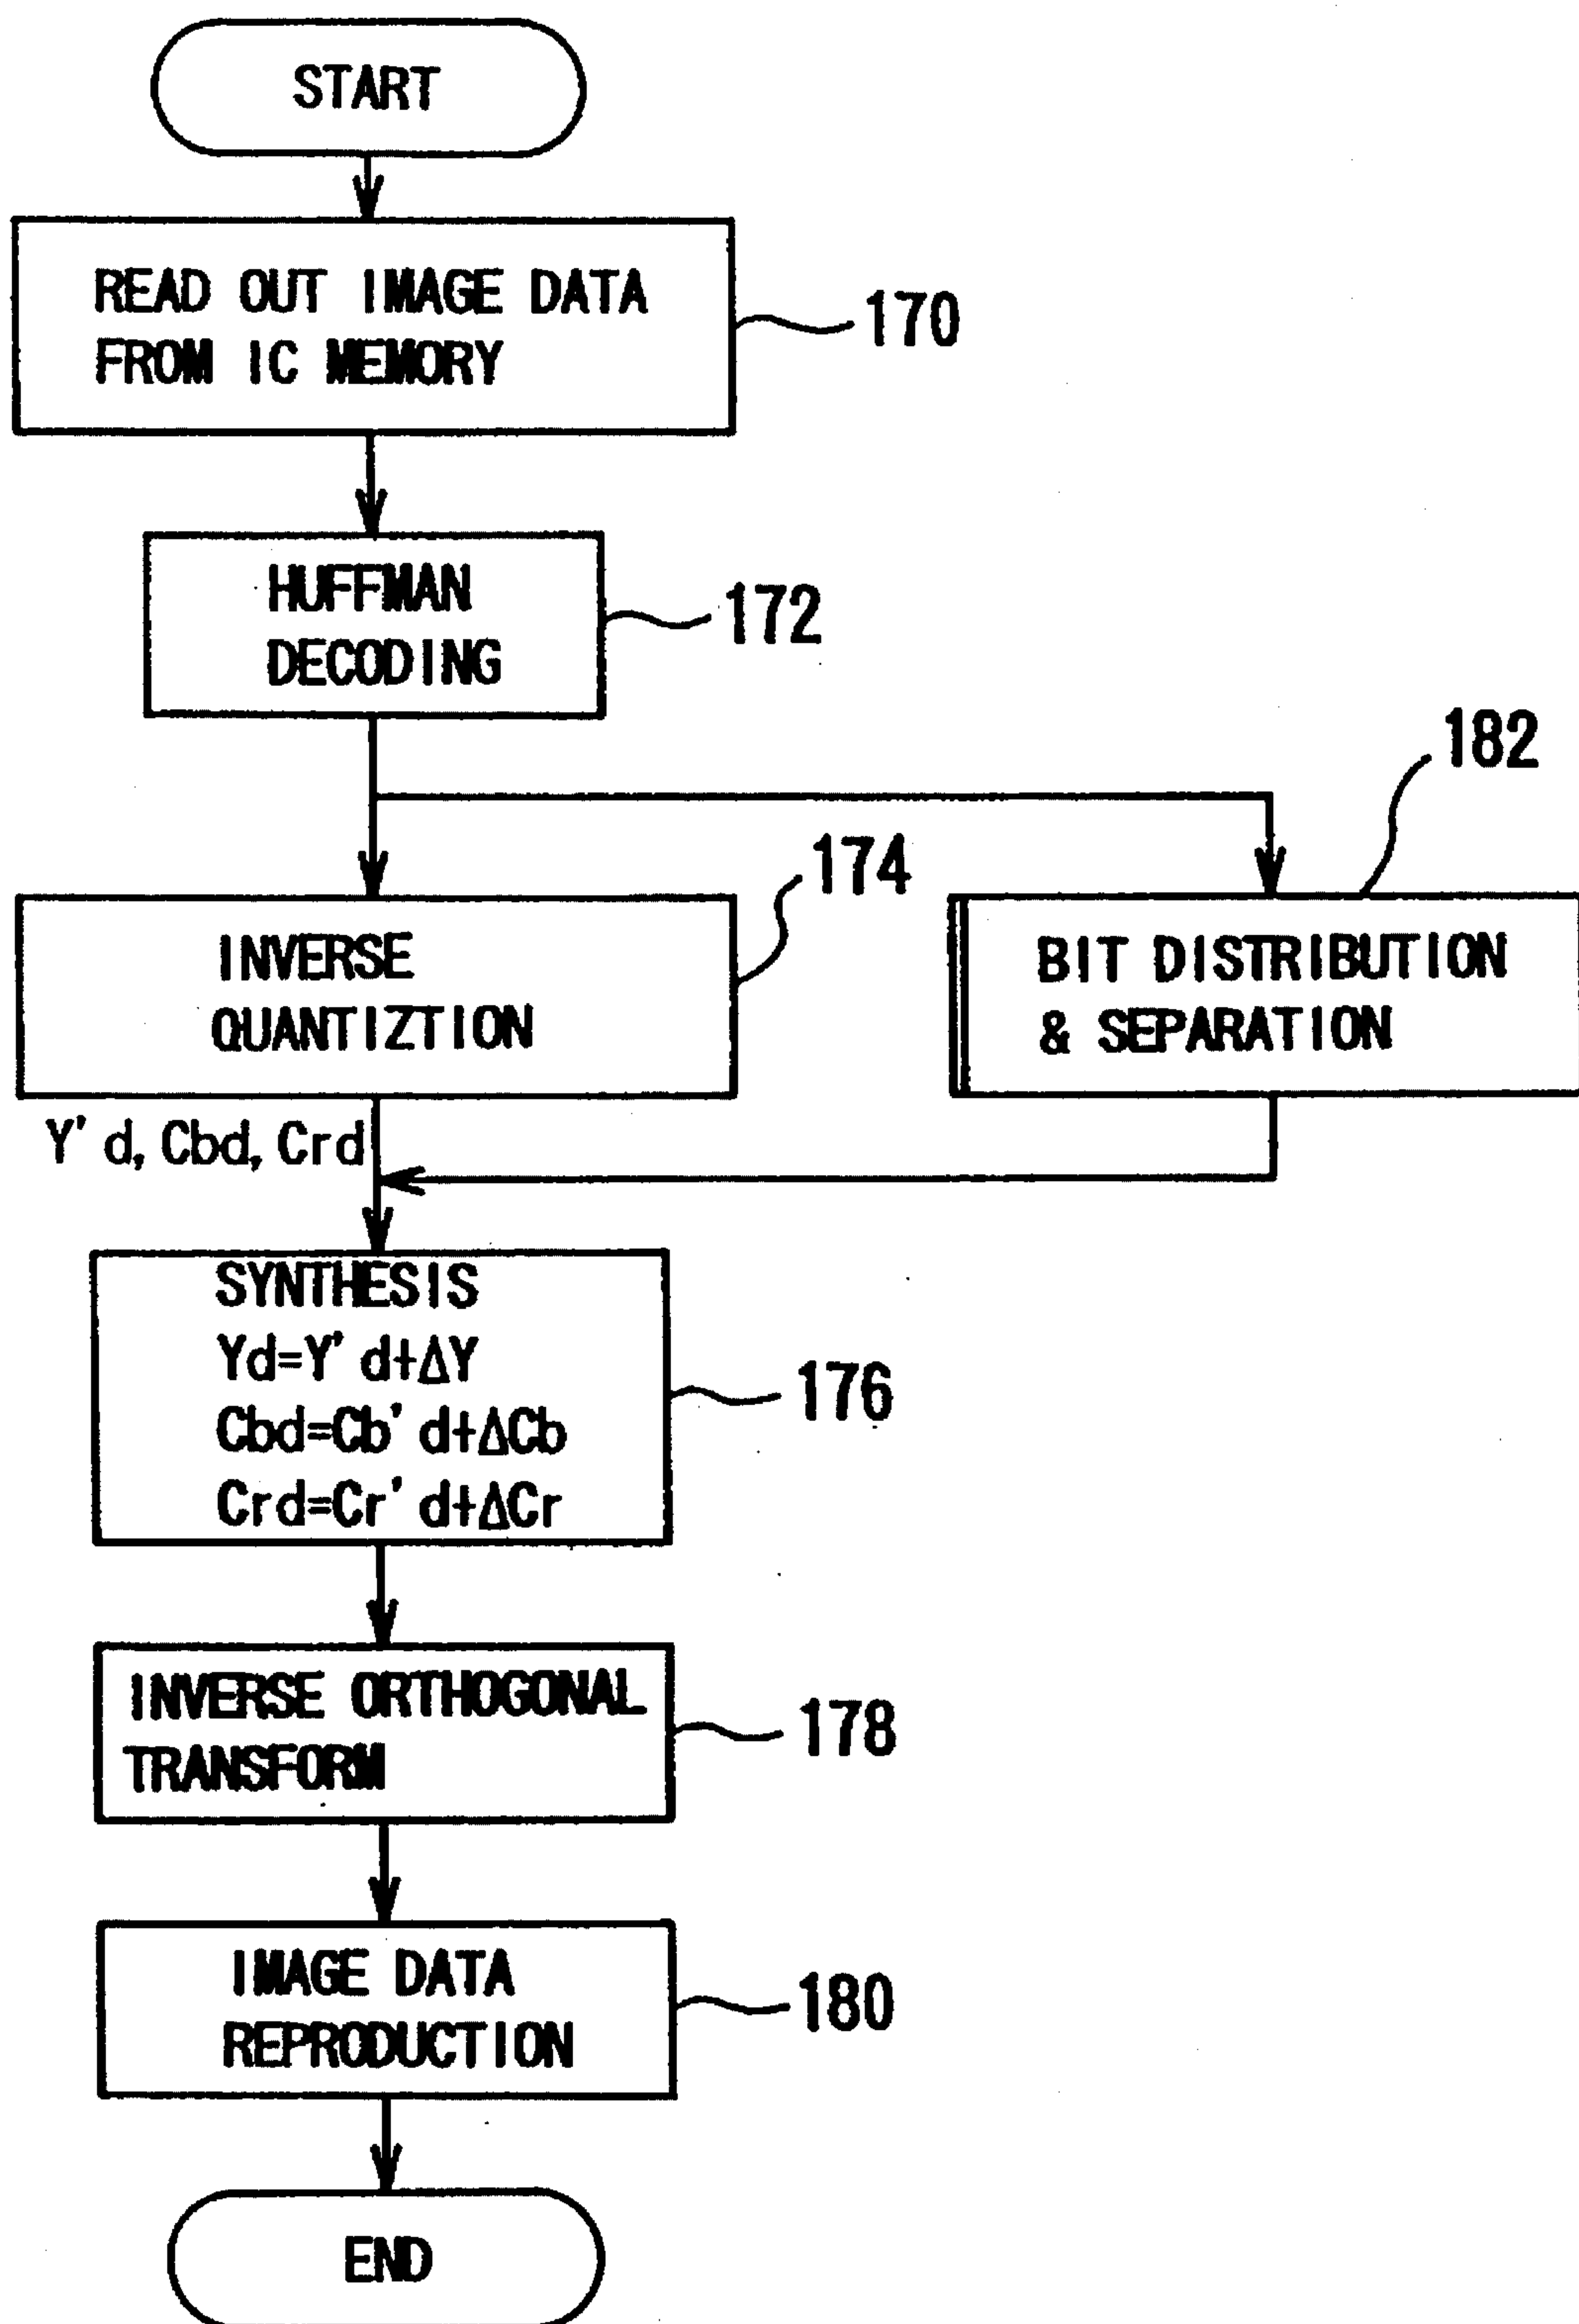 START
READ OUT IMAGE DATA
FROM IC MEMORY
170
HUFFMAN
DECODING
172
182
174
INVERSE
QUANTIZTION
BIT DISTRIBUTION
& SEPARATION
Y'd, Cbd, Crd
SYNTHESIS
Yd=Y'd+ΔY
Cbd=Cb'd+ΔCb
Crd=Cr'd+ΔCr
176
INVERSE ORTHOGONAL
TRANSFORM
178
IMAGE DATA
REPRODUCTION
180
END